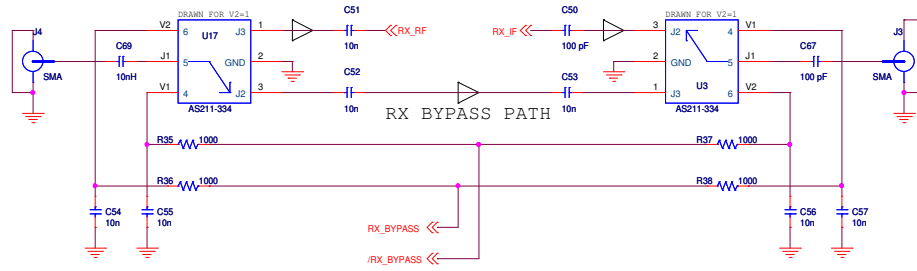 DRAWN FOR V2=1
DRAWN FOR V2=1
V2 6 U17 J3 1 C51 10n RX_RF
RX_IF C50 100 pF 3 J2 4 V1
J4 SMA C69 10nH J1 5 GND 2
2 GND 5 J1 C67 100 pF J3 SMA
V1 4 J2 3 C52 10n
C53 10n 1 J3 U3 6 V2
AS211-334
AS211-334
RX BYPASS PATH
R35 1000
R37 1000
R36 1000
R38 1000
C54 10n
C55 10n
C56 10n
C57 10n
RX_BYPASS
/RX_BYPASS